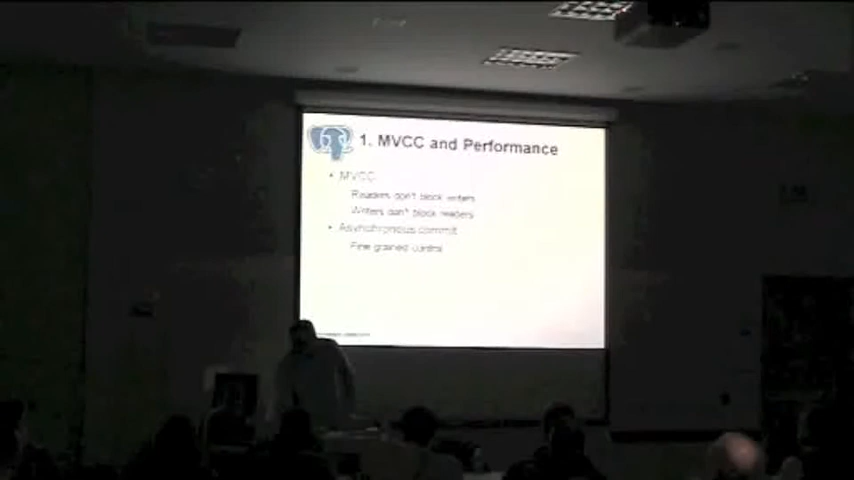 1. MVCC and Performance
• MVCC
Readers don't block writers
Writers don't block readers
• Asynchronous commit
Fine grained control